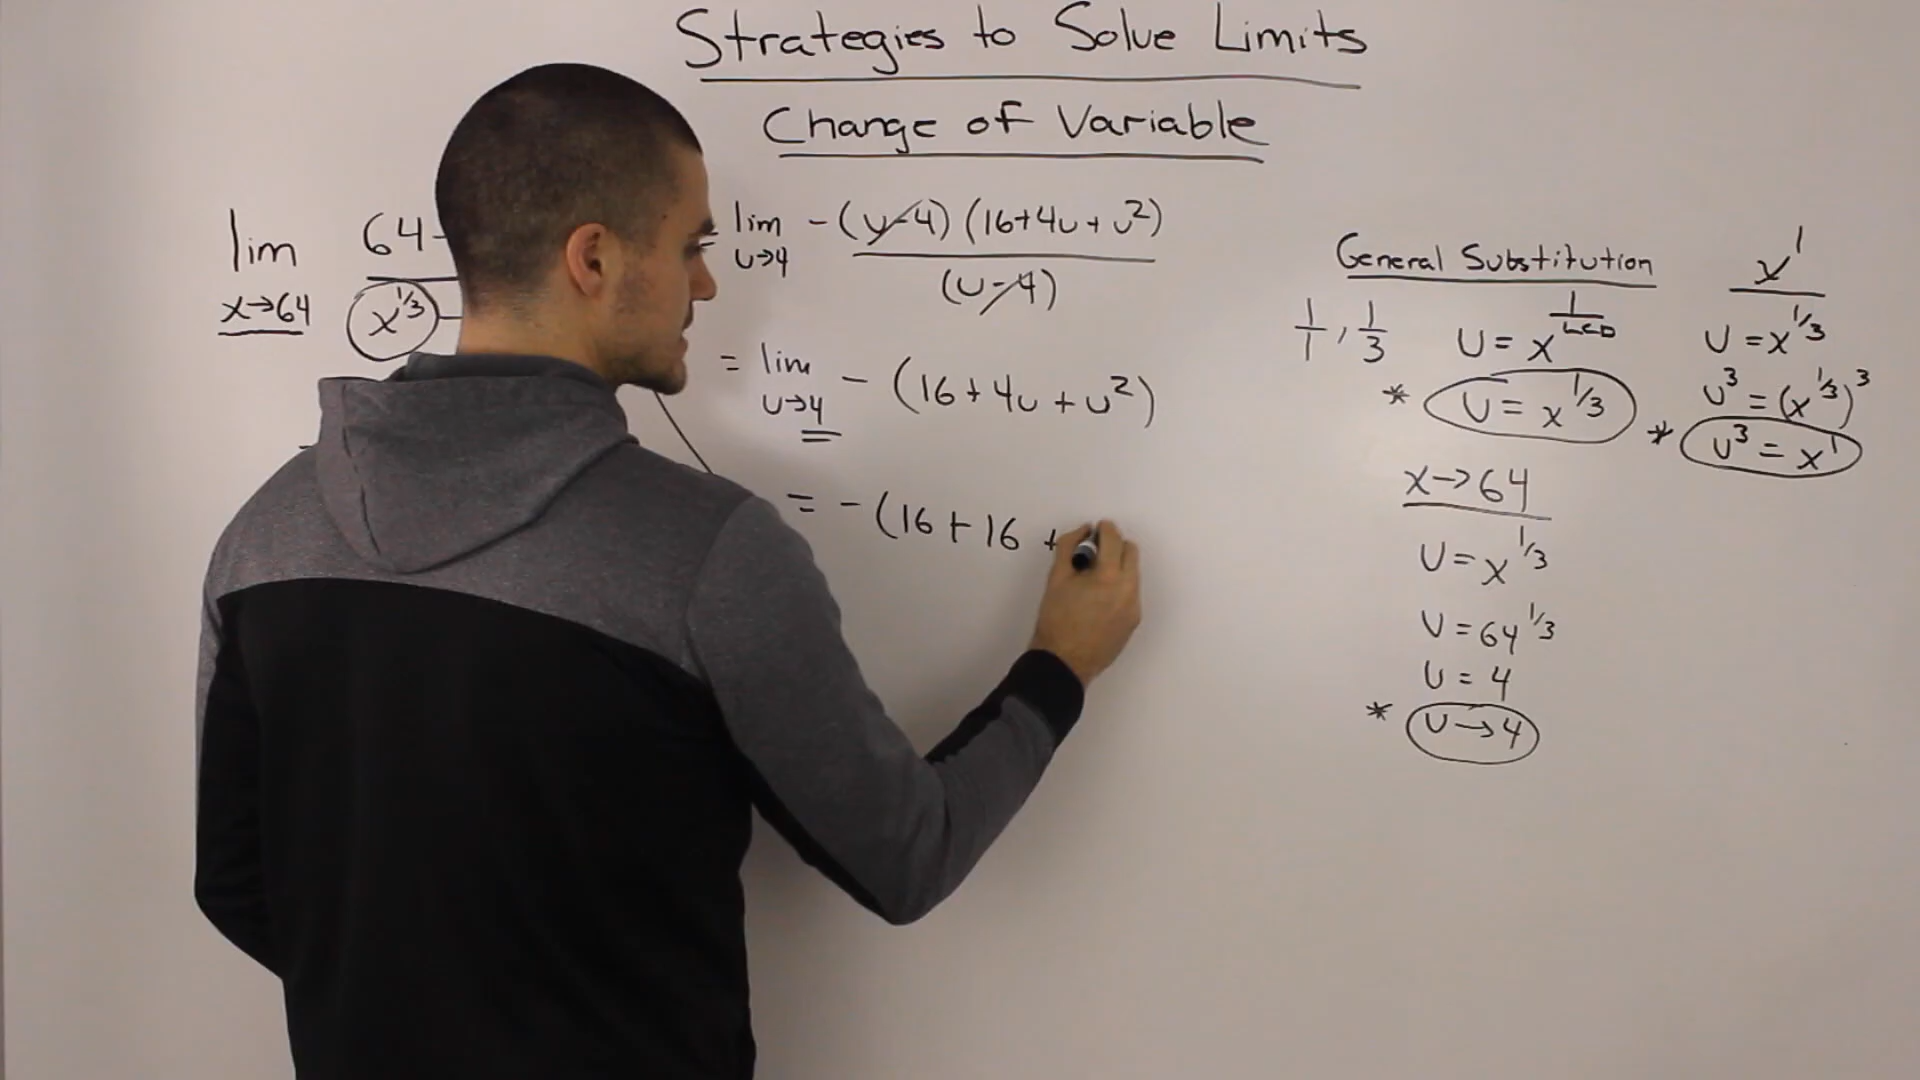 Strategies to Solve Limits
Change of Variable
lim 64-
x→64 x^1/3 -
= lim -(u-4)(16+4u+u²)
u→4 (u-4)
= lim -(16+4u+u²)
u→4
= -(16+16+
General Substitution
1/1, 1/3 U = x^1/LCD
* U = x^1/3
x→64
U = x^1/3
U = 64^1/3
U = 4
* U→4
x^1
U = x^1/3
U³ = (x^1/3)³
* U³ = x^1